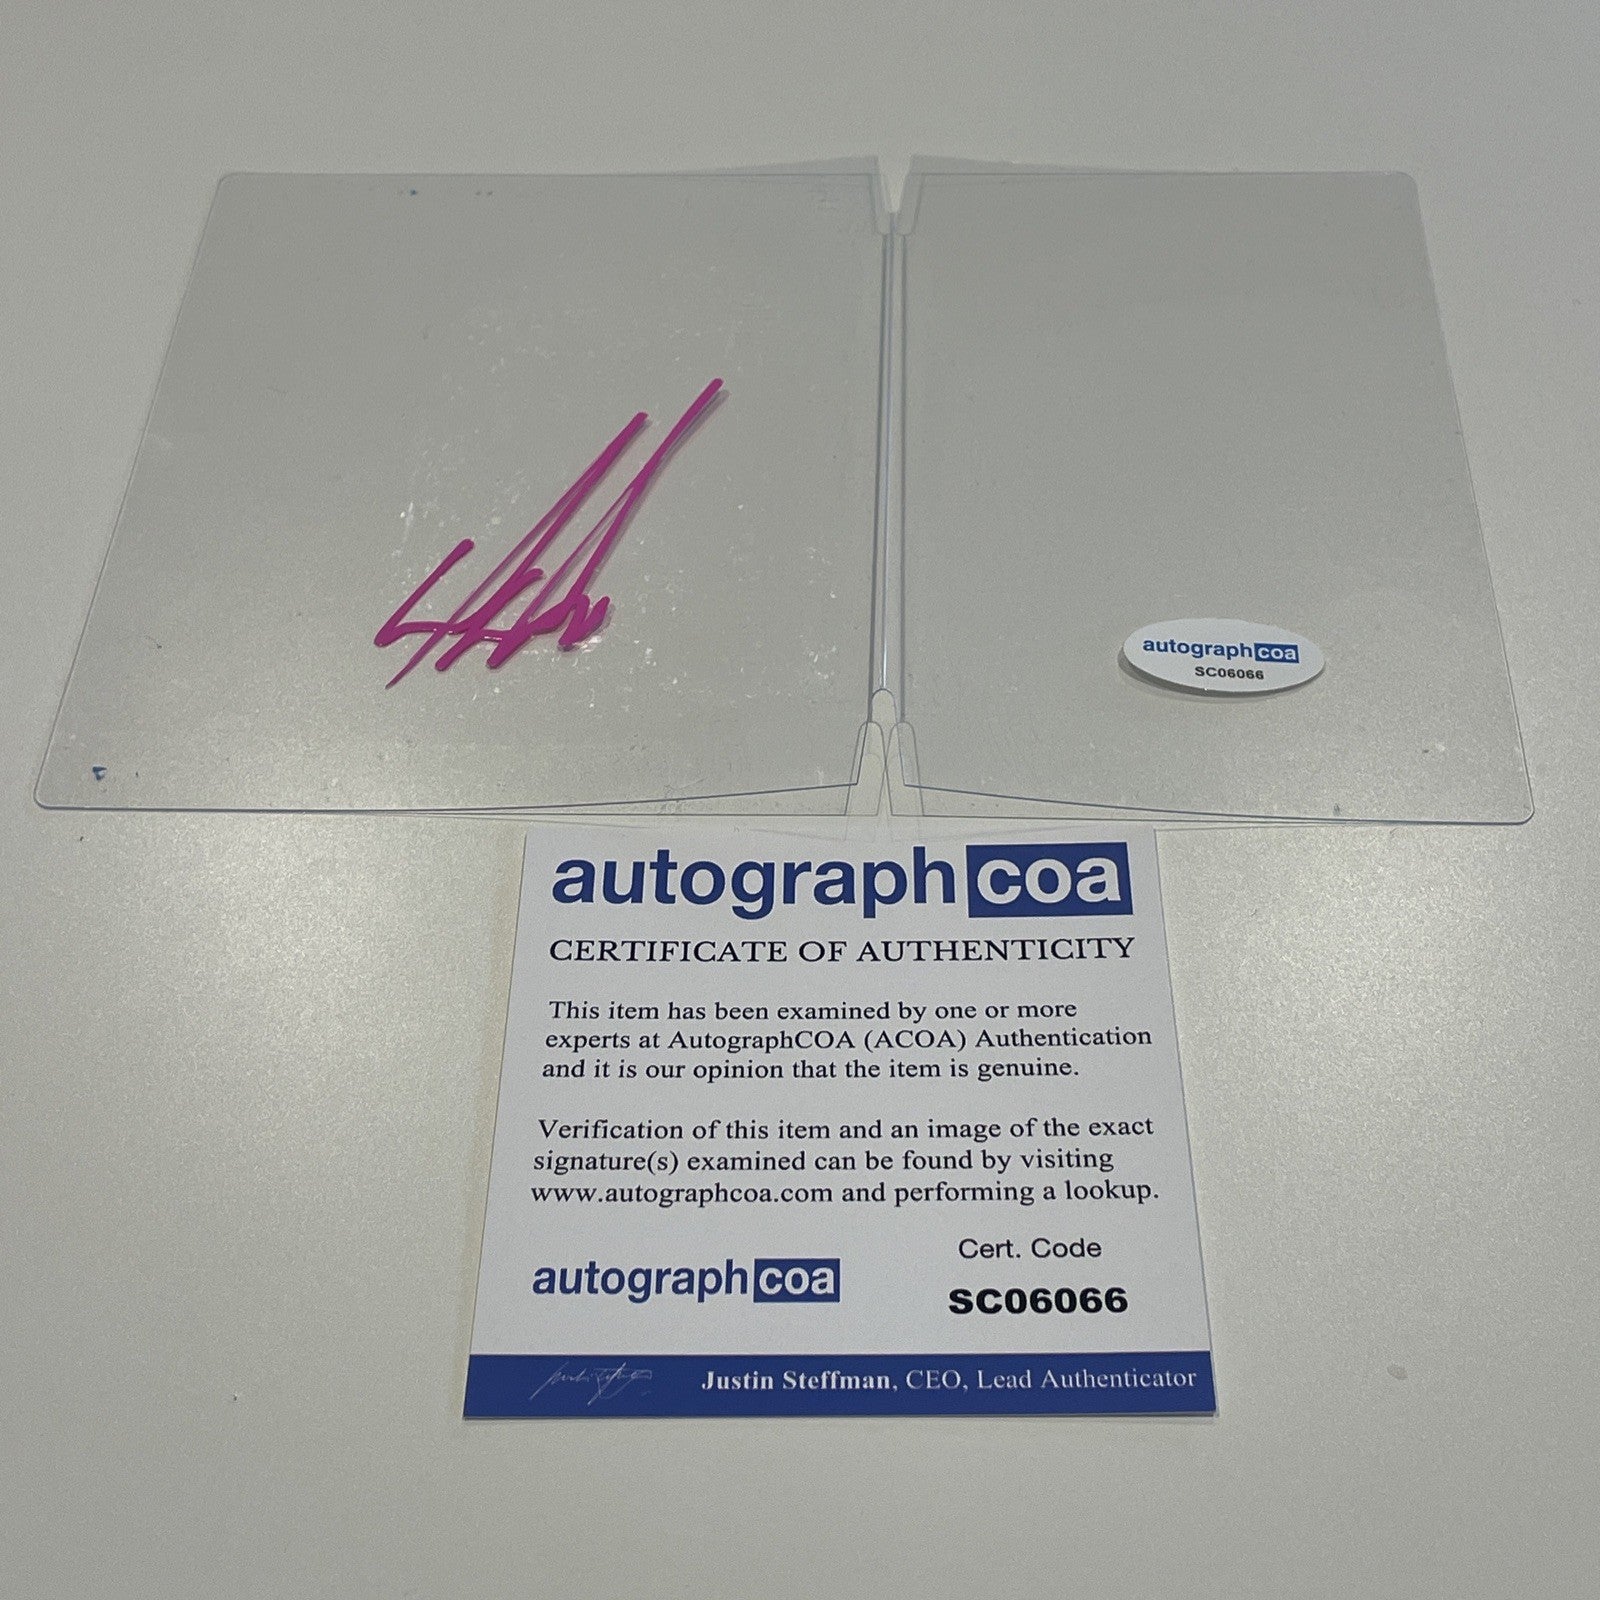 autographcoa
SC06066
autographcoa
CERTIFICATE OF AUTHENTICITY
This item has been examined by one or more
experts at AutographCOA (ACOA) Authentication
and it is our opinion that the item is genuine.
Verification of this item and an image of the exact
signature(s) examined can be found by visiting
www.autographcoa.com and performing a lookup.
autographcoa
Cert. Code
SC06066
Justin Steffman, CEO, Lead Authenticator